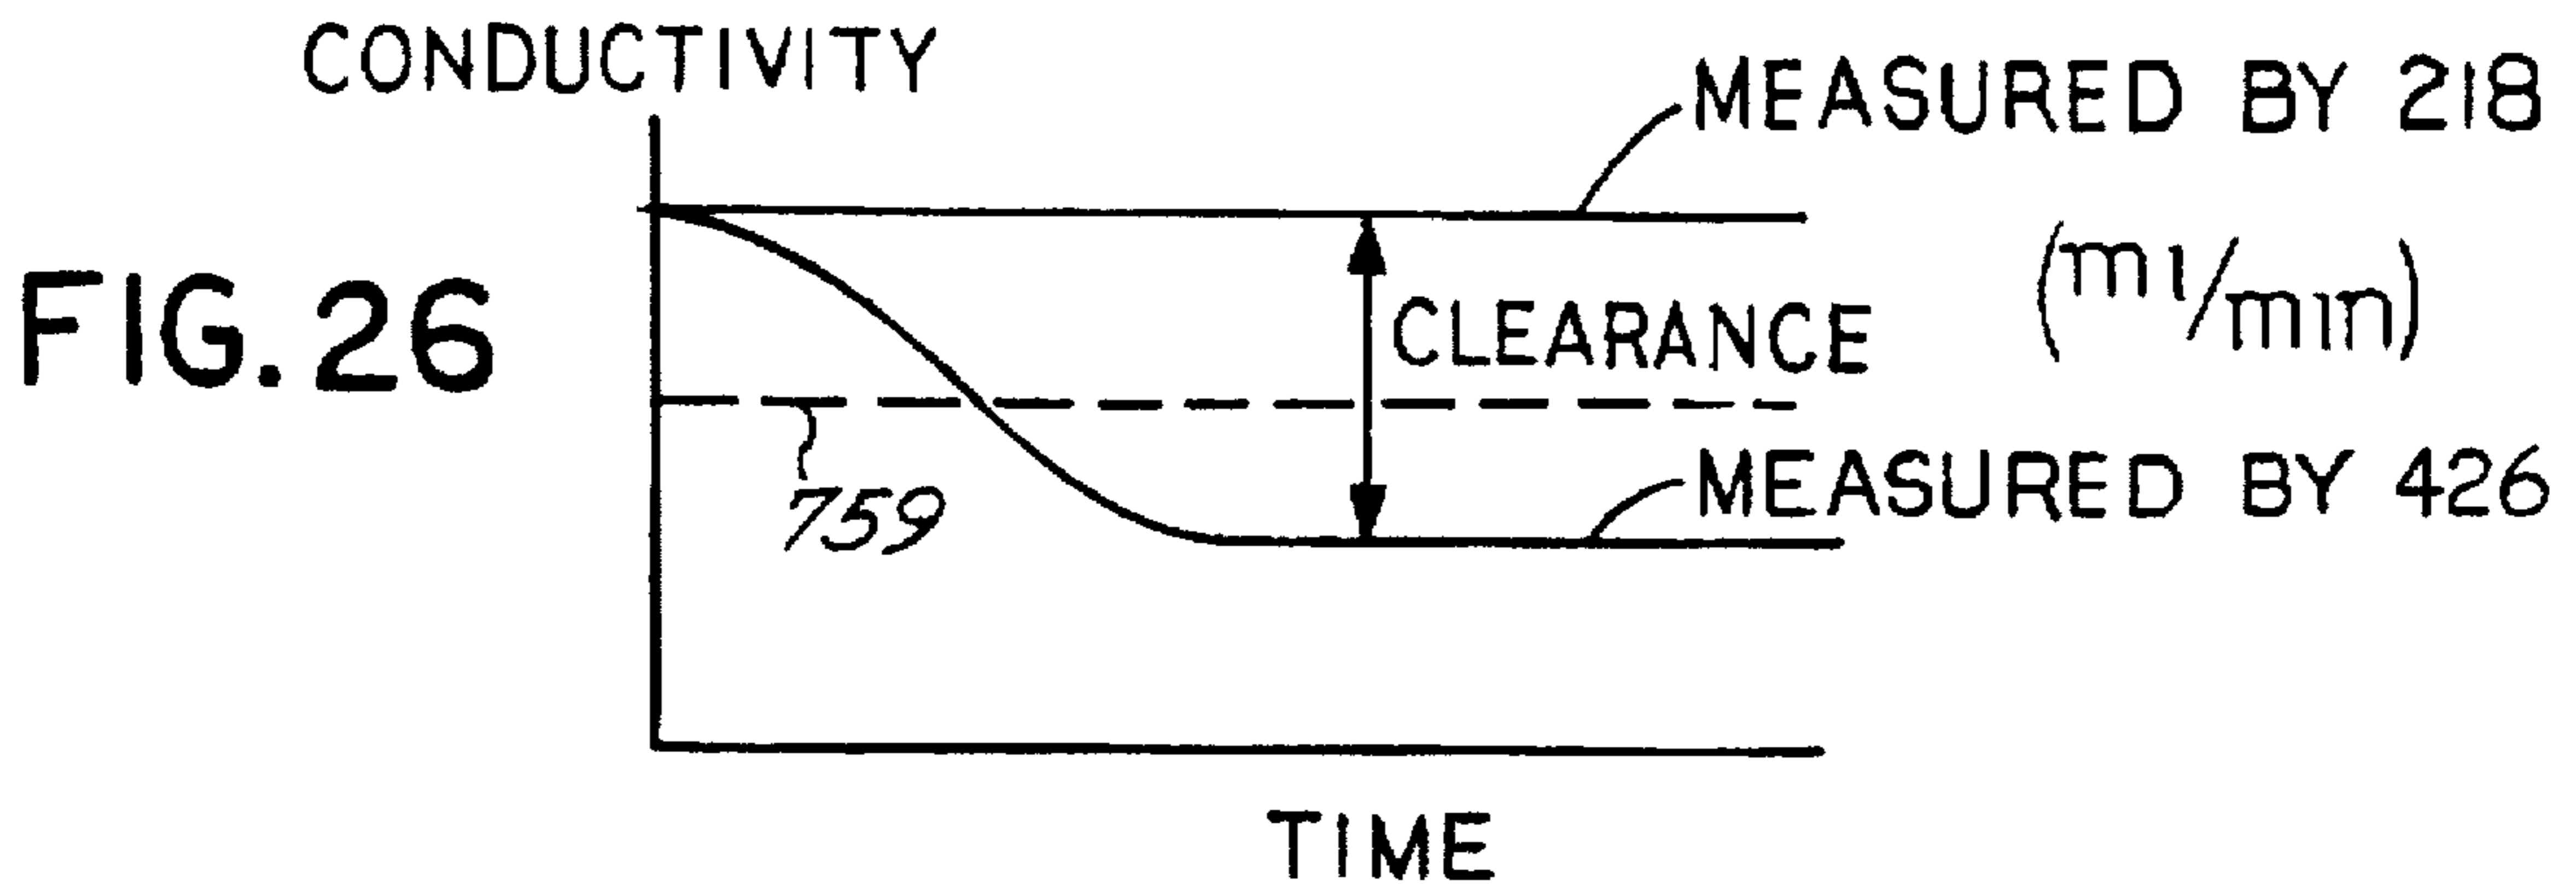 CONDUCTIVITY
MEASURED BY 218
FIG. 26
CLEARANCE (ml/min)
759
MEASURED BY 426
TIME